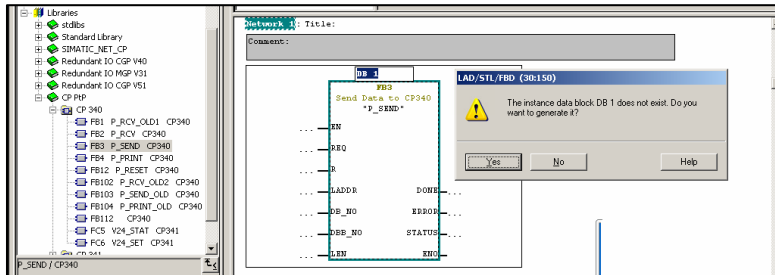 Libraries
stdlibs
Standard Library
SIMATIC_NET_CP
Redundant IO CGP V40
Redundant IO MGP V31
Redundant IO CGP V51
CP PtP
CP 340
FB1 P_RCV_OLD1 CP340
FB2 P_RCV CP340
FB3 P_SEND CP340
FB4 P_PRINT CP340
FB12 P_RESET CP340
FB102 P_RCV_OLD2 CP340
FB103 P_SEND_OLD CP340
FB104 P_PRINT_OLD CP340
FB112 CP340
FC5 V24_STAT CP341
FC6 V24_SET CP341
CP 341
P_SEND / CP340
Network 1: Title:
Comment:
DB 1
FB3
Send Data to CP340
"P_SEND"
... EN
... REQ
... R
... LADDR DONE ...
... DB_NO ERROR ...
... DBB_NO STATUS ...
... LEN ENO
LAD/STL/FBD (30:150)
The instance data block DB 1 does not exist. Do you
want to generate it?
Yes No Help